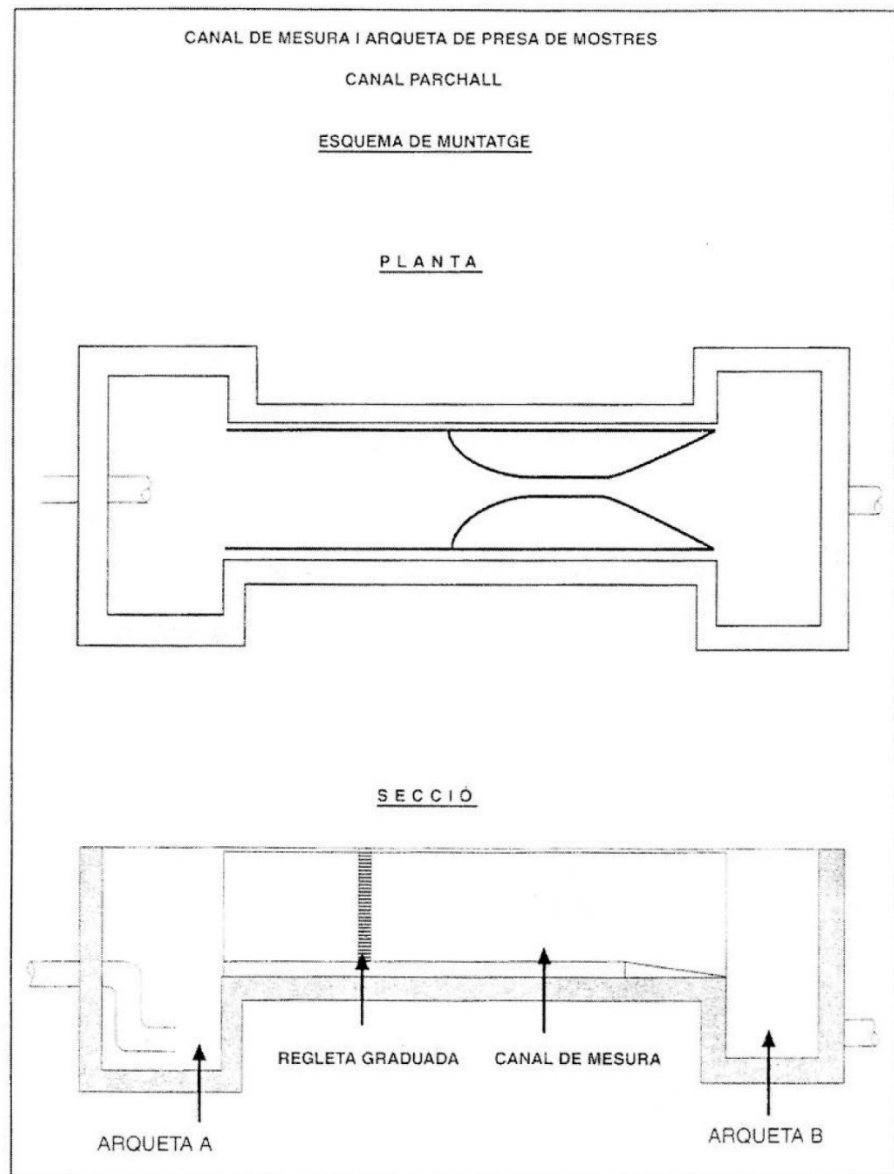 CANAL DE MESURA I ARQUETA DE PRESA DE MOSTRES
CANAL PARCHALL
ESQUEMA DE MUNTATGE
PLANTA
SECCIÓ
REGLETA GRADUADA
CANAL DE MESURA
ARQUETA A
ARQUETA B